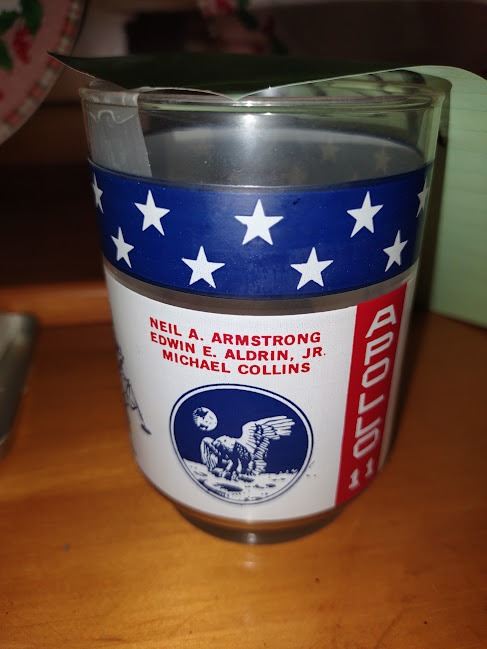 NEIL A. ARMSTRONG
EDWIN E. ALDRIN, JR.
MICHAEL COLLINS
APOLLO 11